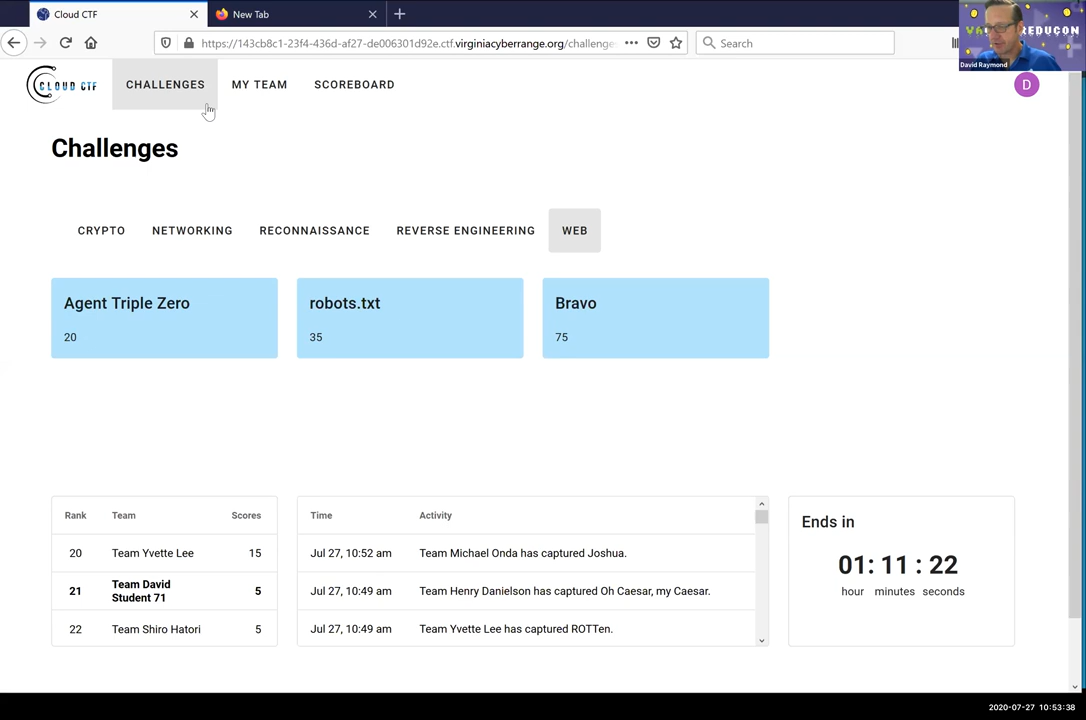 Cloud CTF
New Tab
https://143cb8c1-23f4-436d-af27-de006301d92e.ctf.virginiacyberrange.org/challenge
Search
David Raymond
CLOUD CTF
CHALLENGES
MY TEAM
SCOREBOARD
D
Challenges
CRYPTO
NETWORKING
RECONNAISSANCE
REVERSE ENGINEERING
WEB
Agent Triple Zero
20
robots.txt
35
Bravo
75
Rank Team Scores
20 Team Yvette Lee 15
21 Team David
Student 71 5
22 Team Shiro Hatori 5
Time Activity
Jul 27, 10:52 am Team Michael Onda has captured Joshua.
Jul 27, 10:49 am Team Henry Danielson has captured Oh Caesar, my Caesar.
Jul 27, 10:49 am Team Yvette Lee has captured ROTTen.
Ends in
01: 11 : 22
hour minutes seconds
2020-07-27 10:53:38